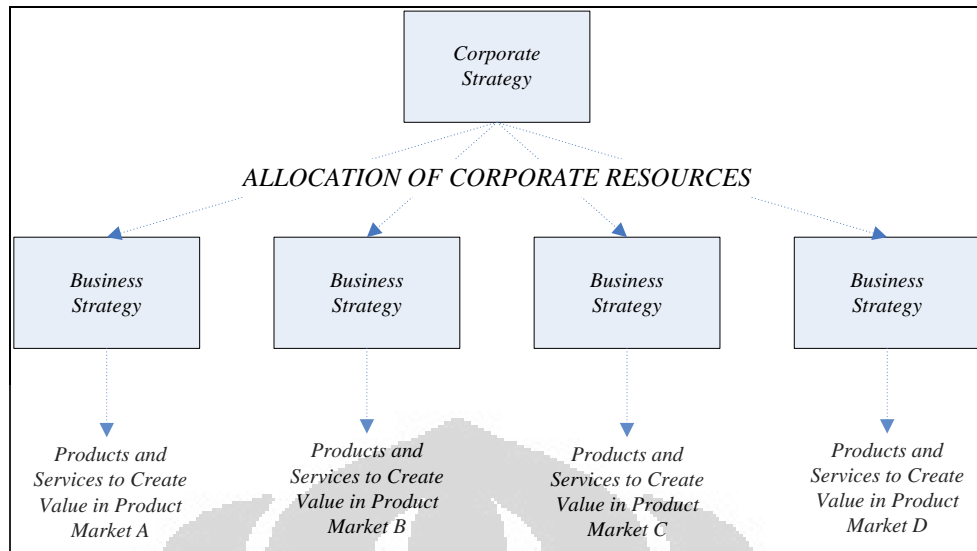 Corporate
Strategy
ALLOCATION OF CORPORATE RESOURCES
Business
Strategy
Business
Strategy
Business
Strategy
Business
Strategy
Products and
Services to Create
Value in Product
Market A
Products and
Services to Create
Value in Product
Market B
Products and
Services to Create
Value in Product
Market C
Products and
Services to Create
Value in Product
Market D